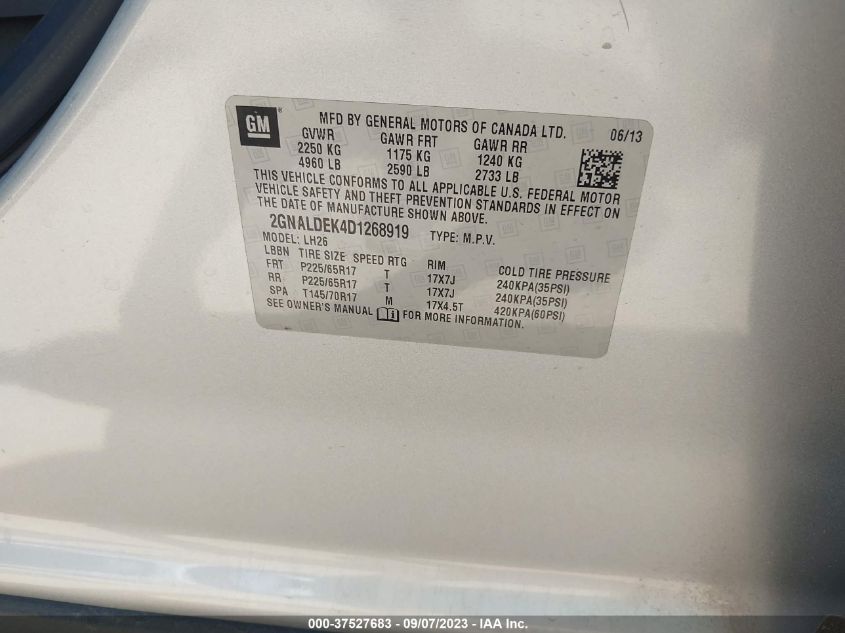 GM ®
MFD BY GENERAL MOTORS OF CANADA LTD. 06/13
GVWR GAWR FRT GAWR RR
2250 KG 1175 KG 1240 KG
4960 LB 2590 LB 2733 LB
THIS VEHICLE CONFORMS TO ALL APPLICABLE U.S. FEDERAL MOTOR
VEHICLE SAFETY AND THEFT PREVENTION STANDARDS IN EFFECT ON
THE DATE OF MANUFACTURE SHOWN ABOVE.
2GNALDEK4D1268919 TYPE: M.P.V.
MODEL: LH26
LBBN TIRE SIZE SPEED RTG RIM COLD TIRE PRESSURE
FRT P225/65R17 T 17X7J 240KPA(35PSI)
RR P225/65R17 T 17X7J 240KPA(35PSI)
SPA T145/70R17 M 17X4.5T 420KPA(60PSI)
SEE OWNER'S MANUAL i FOR MORE INFORMATION.
000-37527683 - 09/07/2023 - IAA Inc.